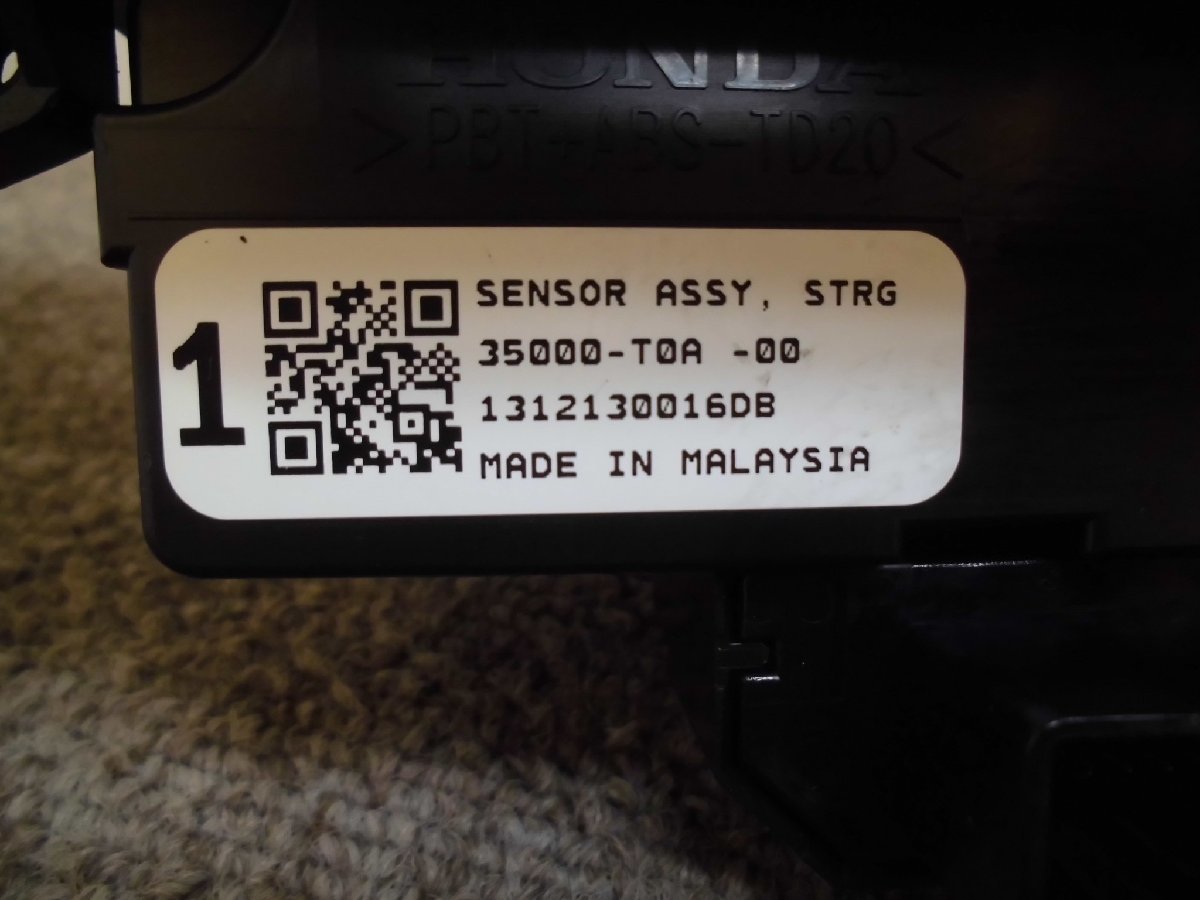 HONDA
>PBT+ABS-TD20<
1
SENSOR ASSY, STRG
35000-T0A -00
1312130016DB
MADE IN MALAYSIA